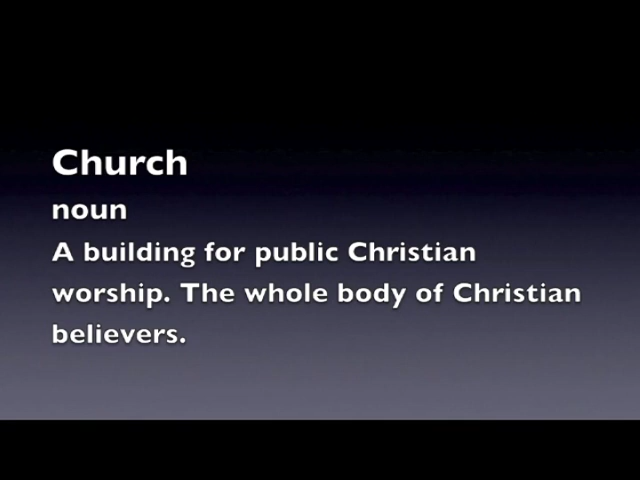 Church
noun
A building for public Christian
worship. The whole body of Christian
believers.